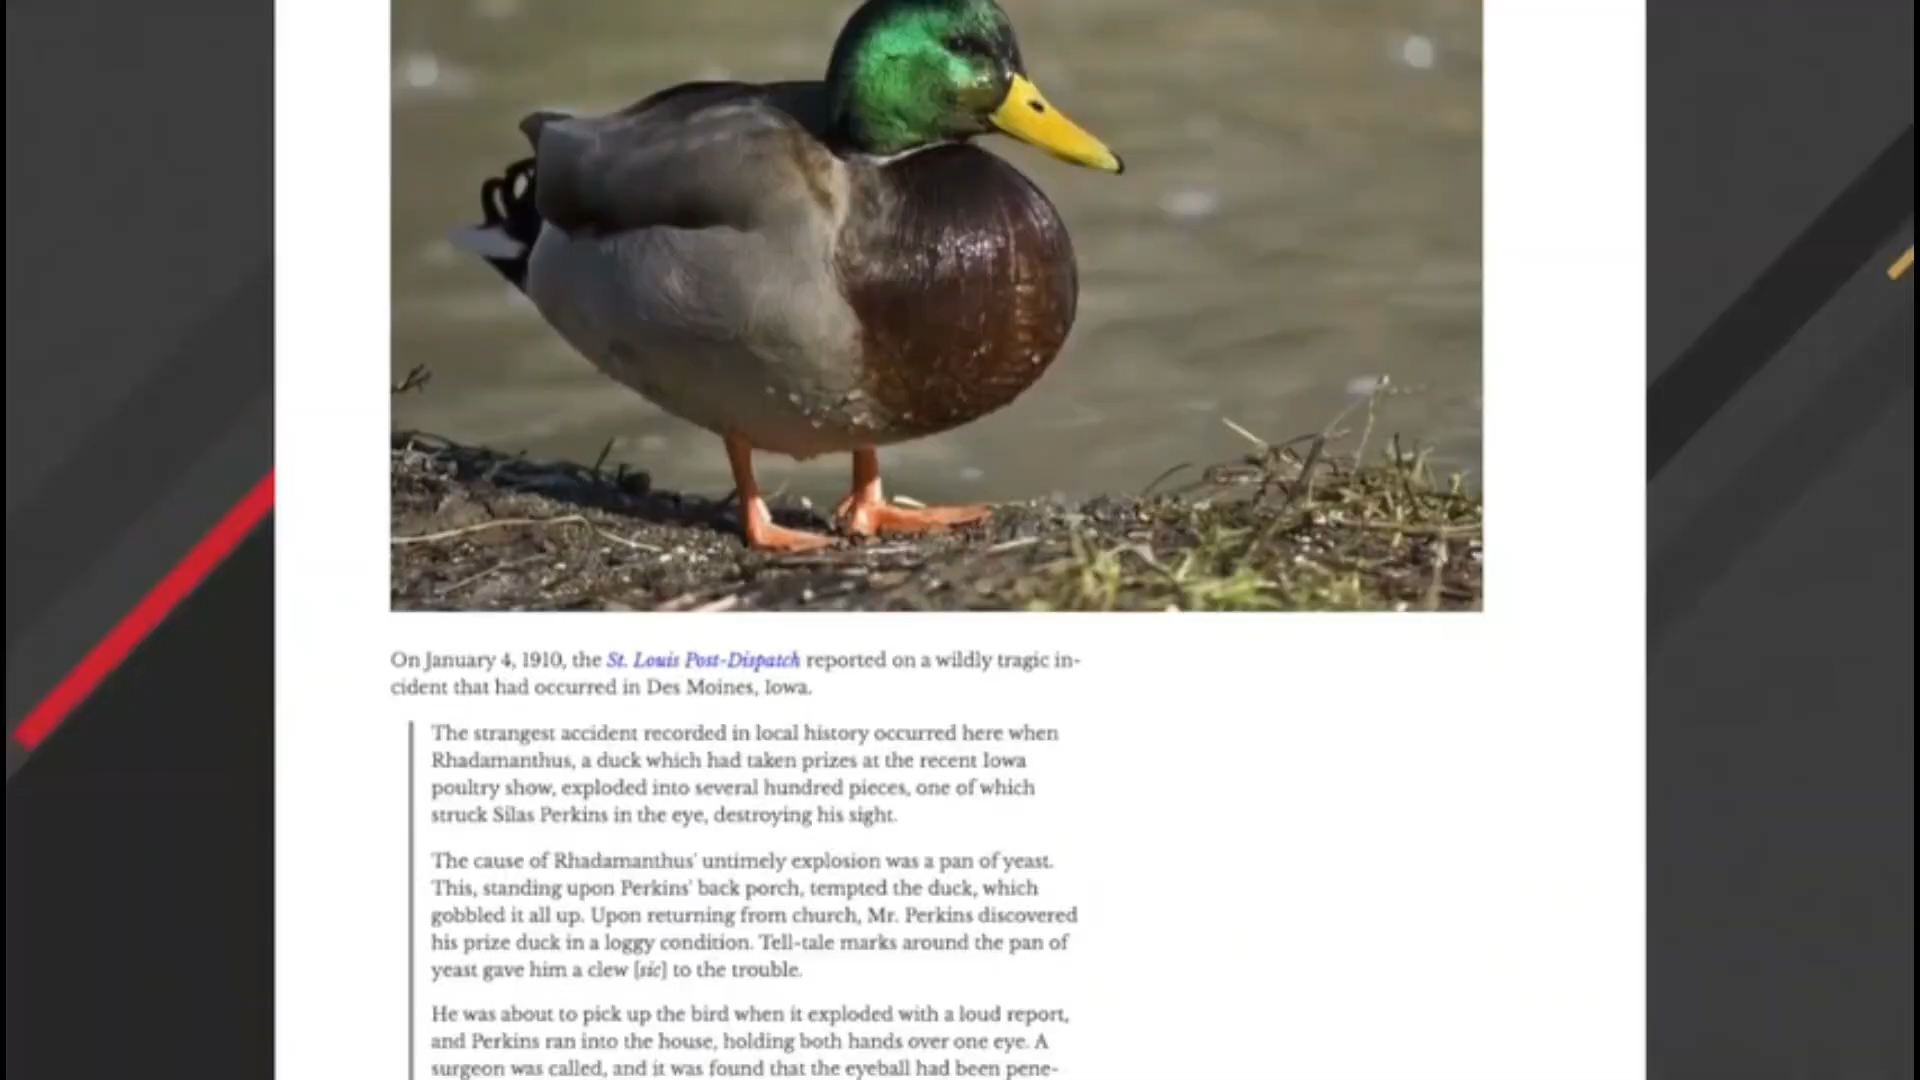 On January 4, 1910, the St. Louis Post-Dispatch reported on a wildly tragic in-
cident that had occurred in Des Moines, Iowa.
The strangest accident recorded in local history occurred here when
Rhadamanthus, a duck which had taken prizes at the recent Iowa
poultry show, exploded into several hundred pieces, one of which
struck Silas Perkins in the eye, destroying his sight.
The cause of Rhadamanthus' untimely explosion was a pan of yeast.
This, standing upon Perkins' back porch, tempted the duck, which
gobbled it all up. Upon returning from church, Mr. Perkins discovered
his prize duck in a loggy condition. Tell-tale marks around the pan of
yeast gave him a clew [sic] to the trouble.
He was about to pick up the bird when it exploded with a loud report,
and Perkins ran into the house, holding both hands over one eye. A
surgeon was called, and it was found that the eyeball had been pene-